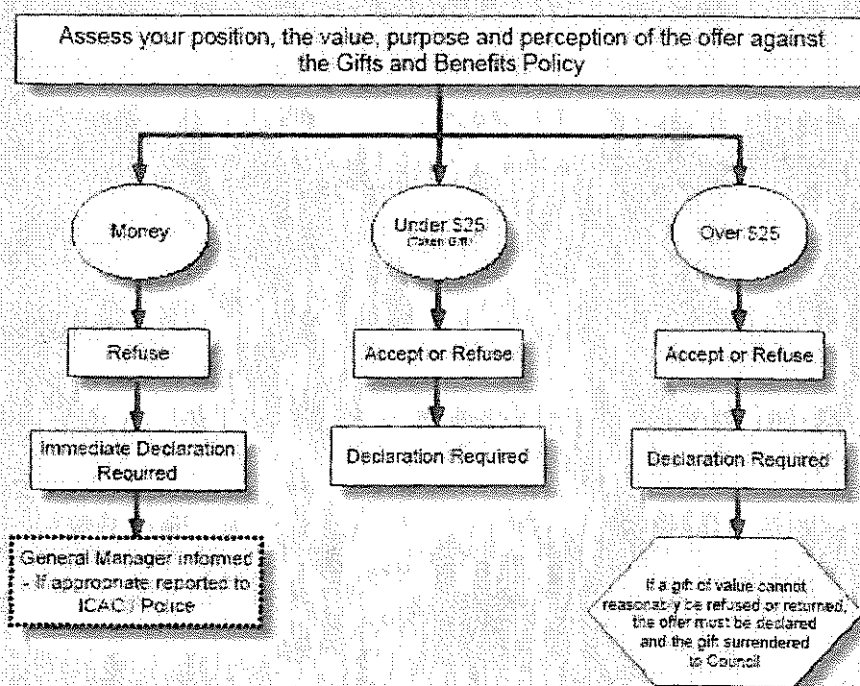 Assess your position, the value, purpose and perception of the offer against
the Gifts and Benefits Policy
Money
Under $25
(Token Gift)
Over $25
Refuse
Accept or Refuse
Accept or Refuse
Immediate Declaration
Required
Declaration Required
Declaration Required
General Manager informed
- If appropriate reported to
ICAC / Police
If a gift of value cannot
reasonably be refused or returned,
the offer must be declared
and the gift surrendered
to Council